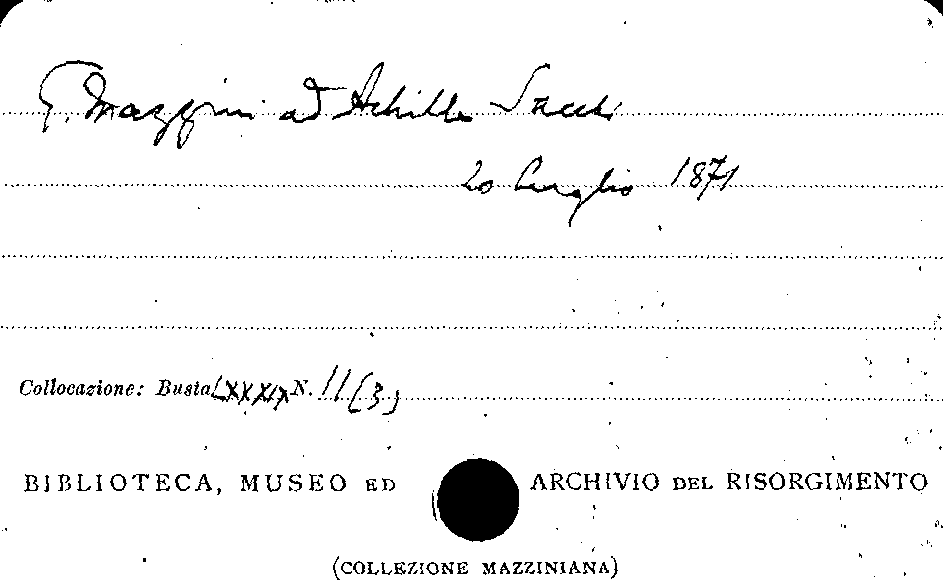 G. Mazzini ad Achille Sacchi
20 Luglio 1871
Collocazione: Busta LXXXIX N. 11 (3)
BIBLIOTECA, MUSEO ED ARCHIVIO DEL RISORGIMENTO
(COLLEZIONE MAZZINIANA)